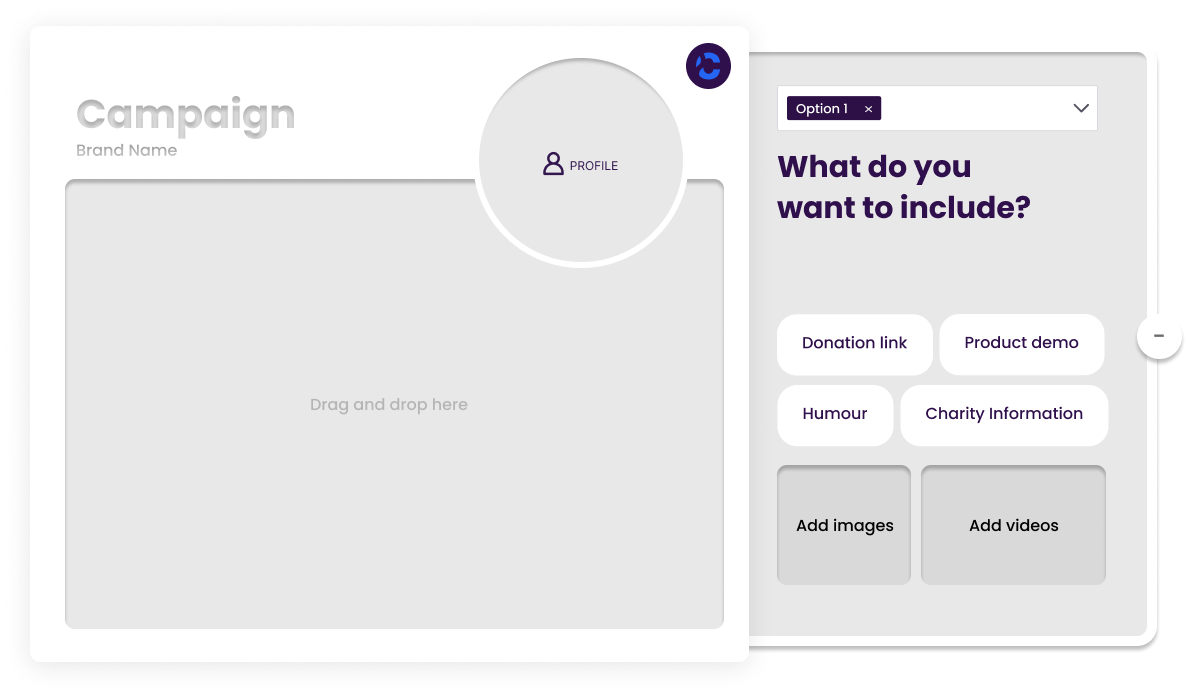 Campaign
Brand Name
PROFILE
Drag and drop here
Option 1 ×
What do you
want to include?
Donation link
Product demo
Humour
Charity Information
Add images
Add videos
-